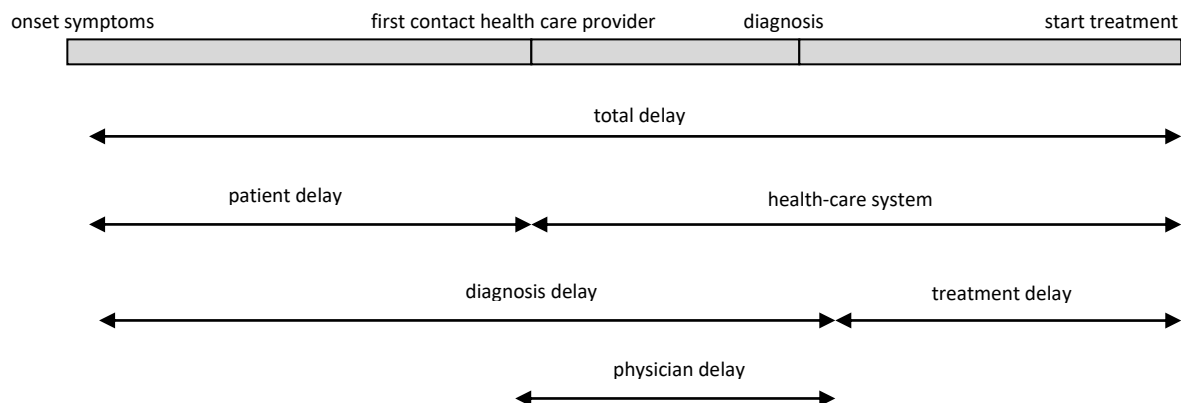 onset symptoms first contact health care provider diagnosis start treatment
total delay
patient delay health-care system
diagnosis delay treatment delay
physician delay